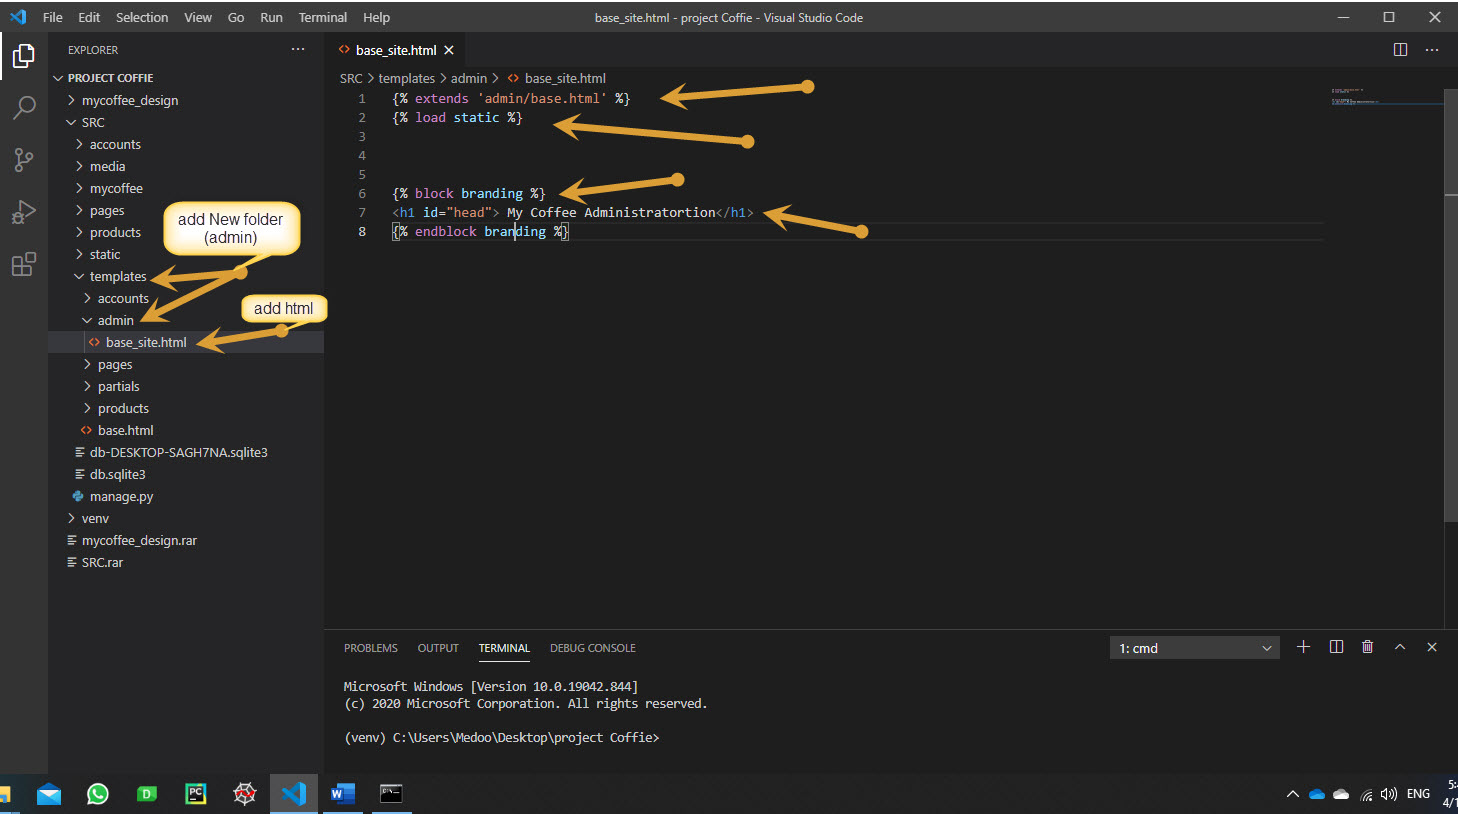 File Edit Selection View Go Run Terminal Help
base_site.html - project Coffie - Visual Studio Code
EXPLORER
PROJECT COFFIE
mycoffee_design
SRC
accounts
media
mycoffee
pages
products
static
templates
accounts
admin
base_site.html
pages
partials
products
base.html
db-DESKTOP-SAGH7NA.sqlite3
db.sqlite3
manage.py
venv
mycoffee_design.rar
SRC.rar
add New folder
(admin)
add html
base_site.html
SRC > templates > admin > base_site.html
1 {% extends 'admin/base.html' %}
2 {% load static %}
3
4
5
6 {% block branding %}
7 <h1 id="head"> My Coffee Administratortion</h1>
8 {% endblock branding %}
PROBLEMS OUTPUT TERMINAL DEBUG CONSOLE
1: cmd
Microsoft Windows [Version 10.0.19042.844]
(c) 2020 Microsoft Corporation. All rights reserved.
(venv) C:\Users\Medoo\Desktop\project Coffie>
D
PC
W
ENG